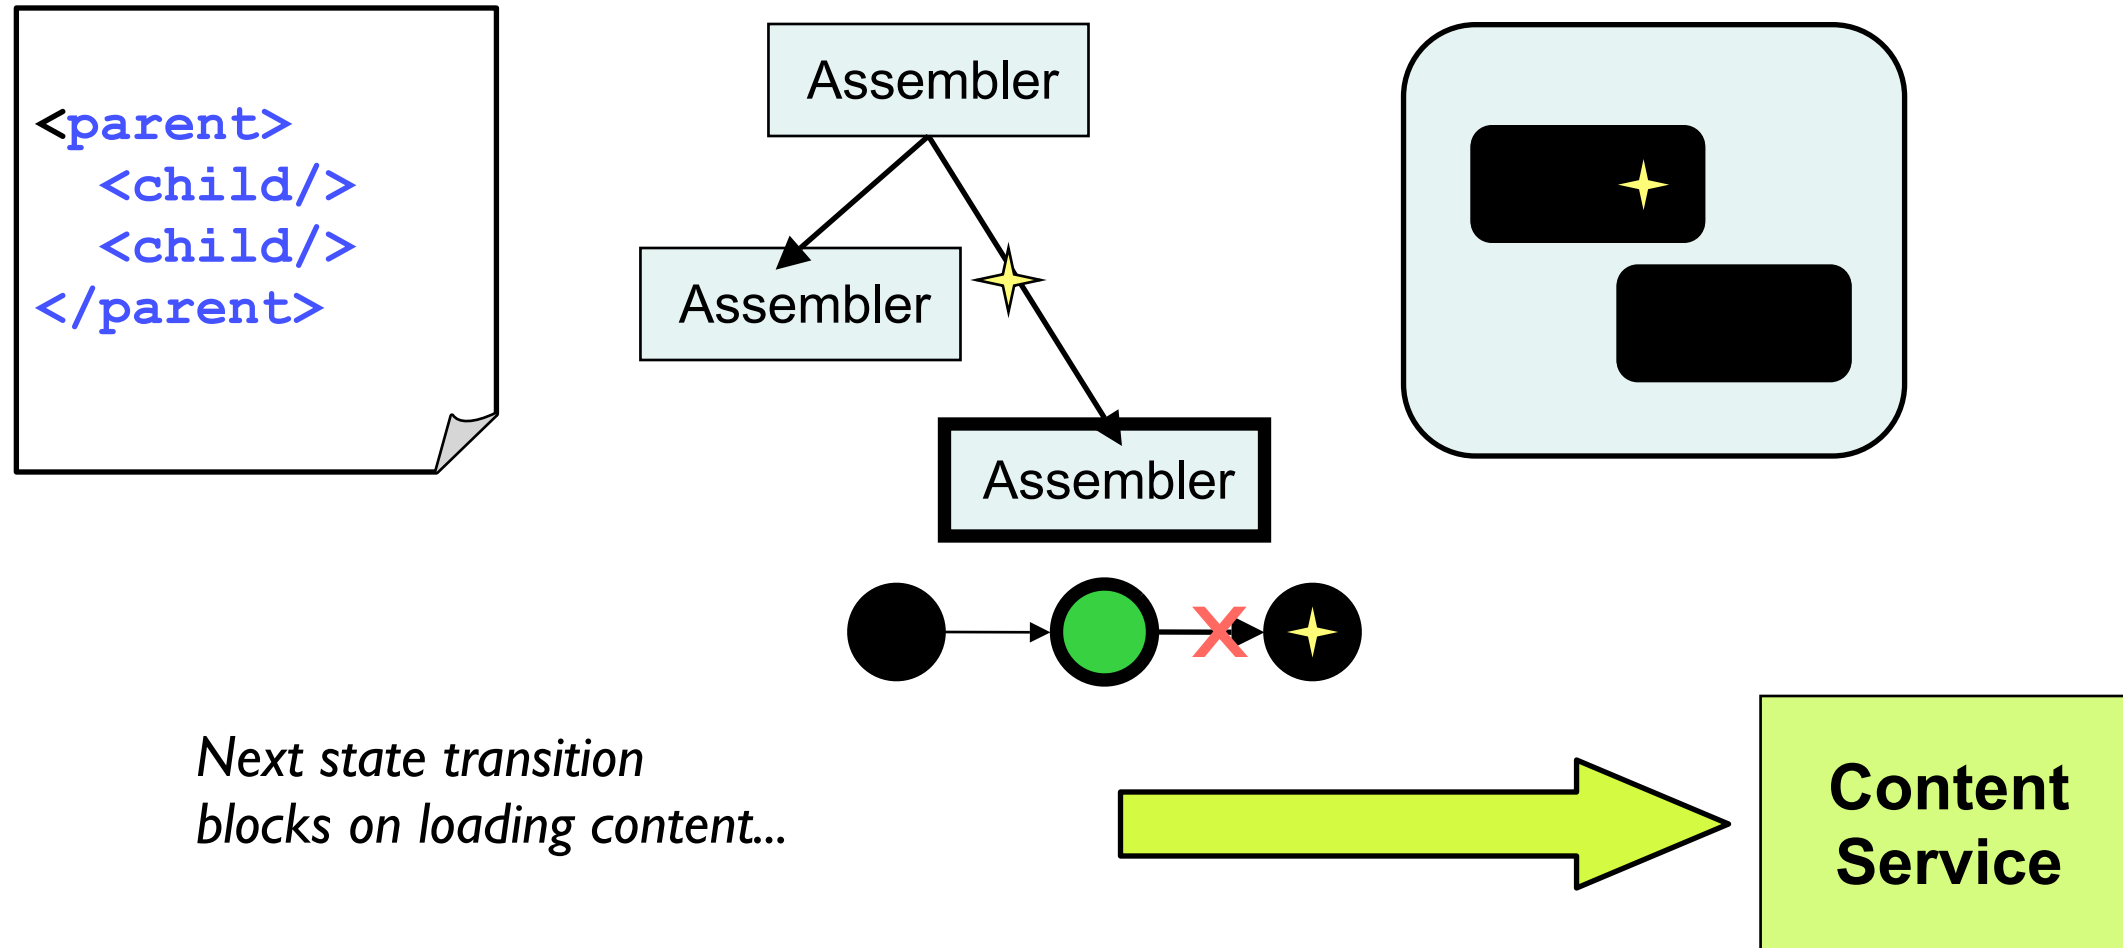 <parent>
<child/>
<child/>
</parent>
Assembler
Assembler
Assembler
X
Next state transition
blocks on loading content...
Content
Service